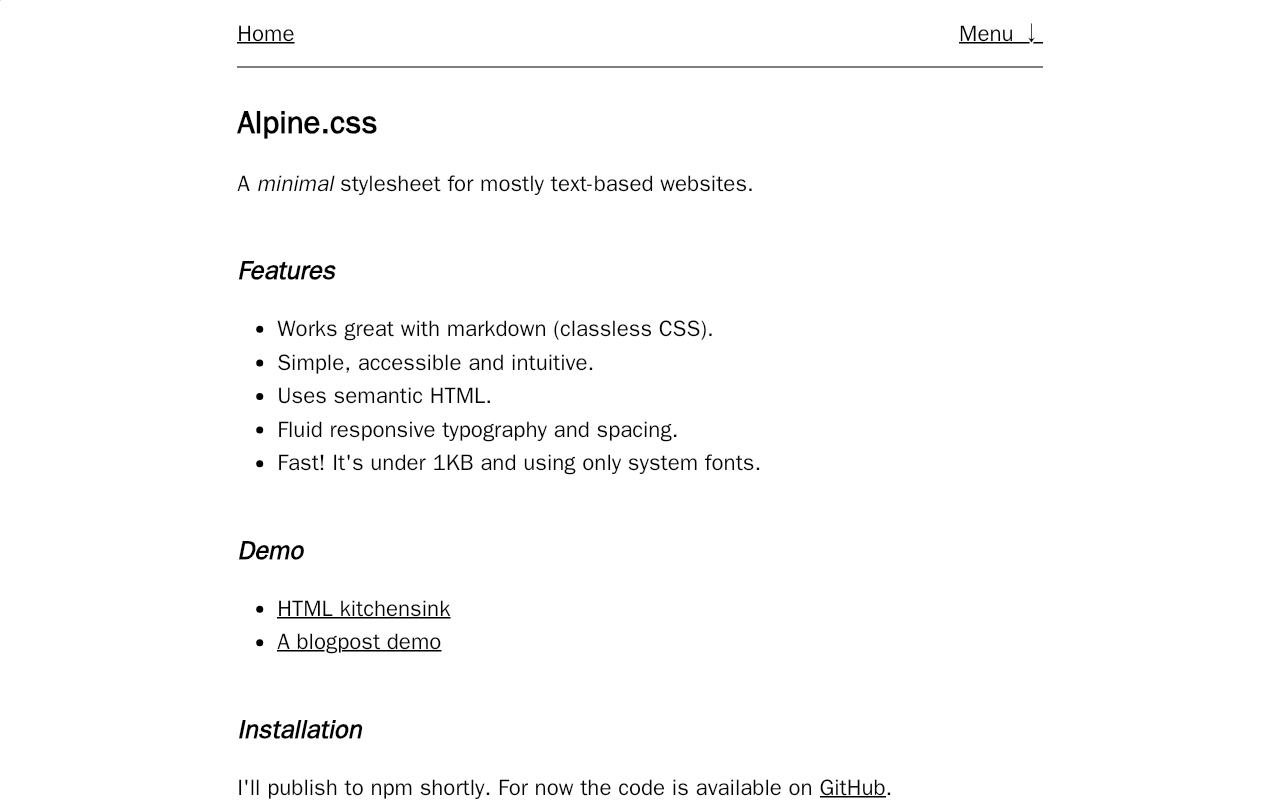 Home
Menu ↓
Alpine.css
A minimal stylesheet for mostly text-based websites.
Features
• Works great with markdown (classless CSS).
• Simple, accessible and intuitive.
• Uses semantic HTML.
• Fluid responsive typography and spacing.
• Fast! It's under 1KB and using only system fonts.
Demo
• HTML kitchensink
• A blogpost demo
Installation
I'll publish to npm shortly. For now the code is available on GitHub.